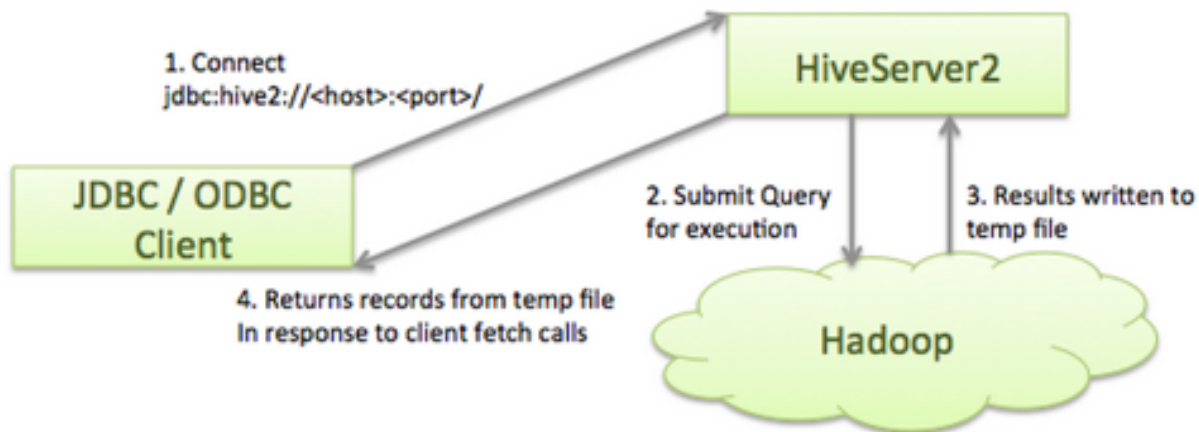 1. Connect
jdbc:hive2://<host>:<port>/
HiveServer2
JDBC / ODBC
Client
2. Submit Query
for execution
3. Results written to
temp file
4. Returns records from temp file
In response to client fetch calls
Hadoop